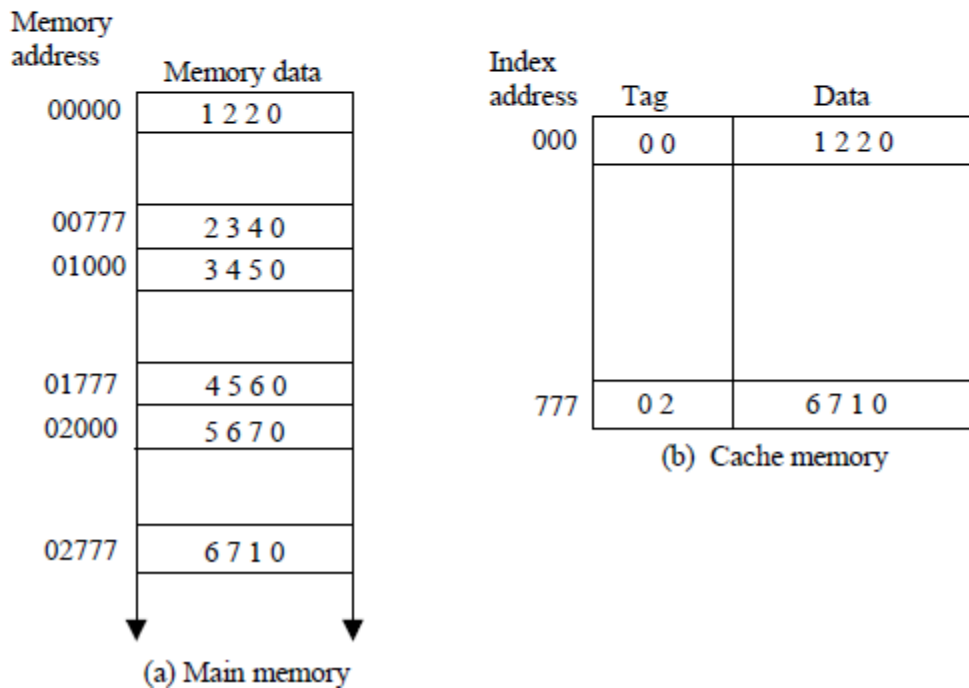 Memory
address
Memory data
00000
1 2 2 0
00777
2 3 4 0
01000
3 4 5 0
01777
4 5 6 0
02000
5 6 7 0
02777
6 7 1 0
(a) Main memory
Index
address
Tag
Data
000
0 0
1 2 2 0
777
0 2
6 7 1 0
(b) Cache memory